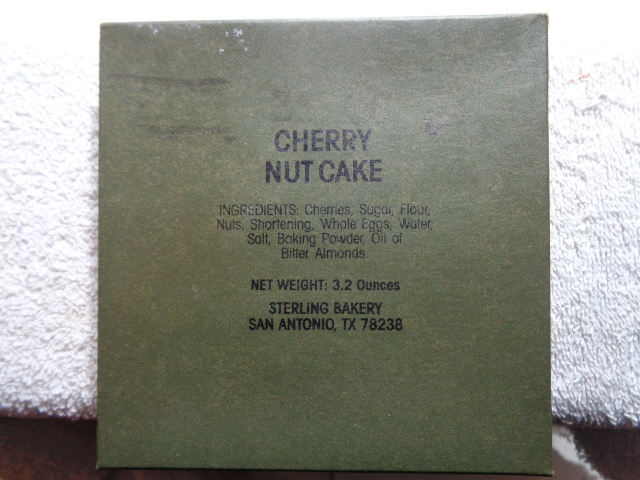 CHERRY
NUT CAKE
INGREDIENTS: Cherries, Sugar, Flour,
Nuts, Shortening, Whole Eggs, Water,
Salt, Baking Powder, Oil of
Bitter Almonds.
NET WEIGHT: 3.2 Ounces
STERLING BAKERY
SAN ANTONIO, TX 78238